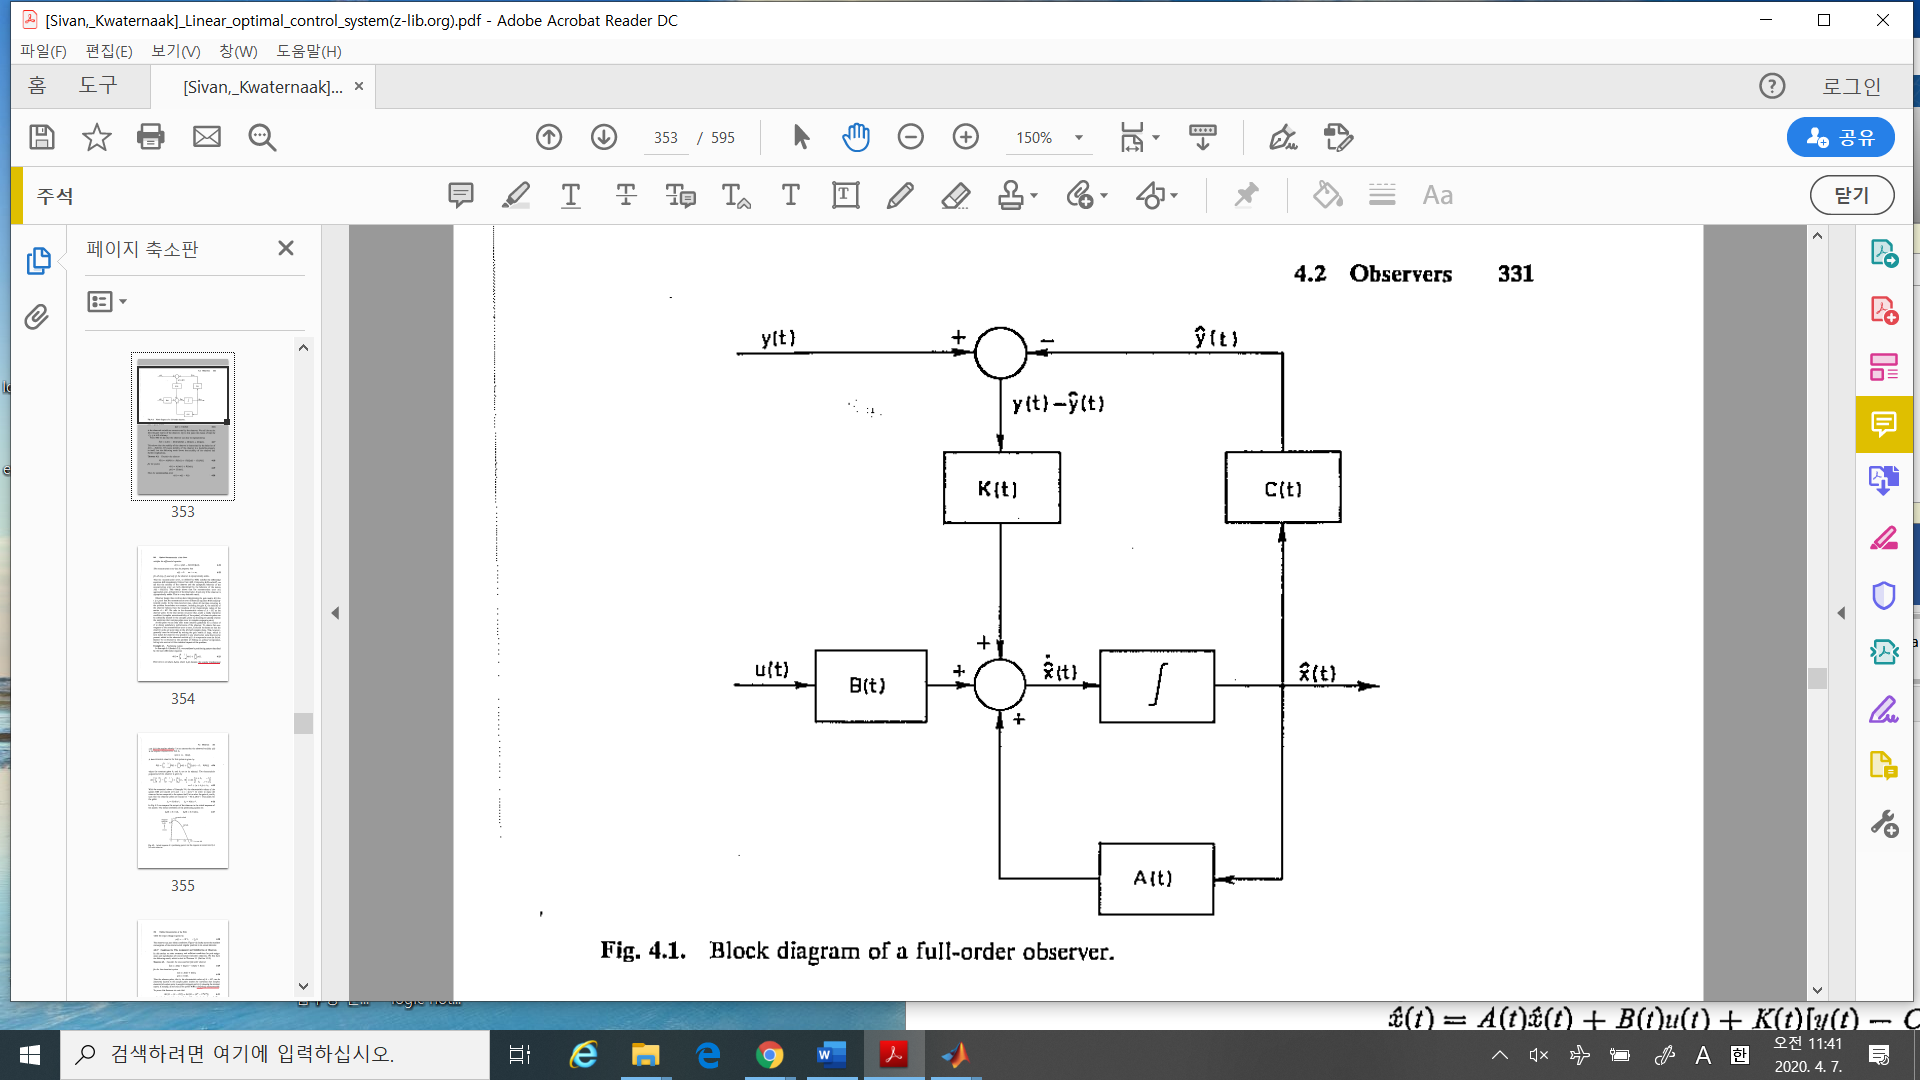 [Sivan,_Kwaternaak]_Linear_optimal_control_system(z-lib.org).pdf - Adobe Acrobat Reader DC
파일(F) 편집(E) 보기(V) 창(W) 도움말(H)
홈 도구 [Sivan,_Kwaternaak]... × 로그인
353 / 595 150% 공유
주석 Aa 닫기
페이지 축소판
353
354
355
4.2 Observers 331
y(t) + − ŷ(t)
y(t) − ŷ(t)
K(t) C(t)
+
u(t) B(t) + x̂̇(t) ∫ x̂(t)
+
A(t)
Fig. 4.1. Block diagram of a full-order observer.
x̂(t) = A(t)x̂(t) + B(t)u(t) + K(t)[y(t) − C
검색하려면 여기에 입력하십시오.
A 한
오전 11:41
2020. 4. 7.